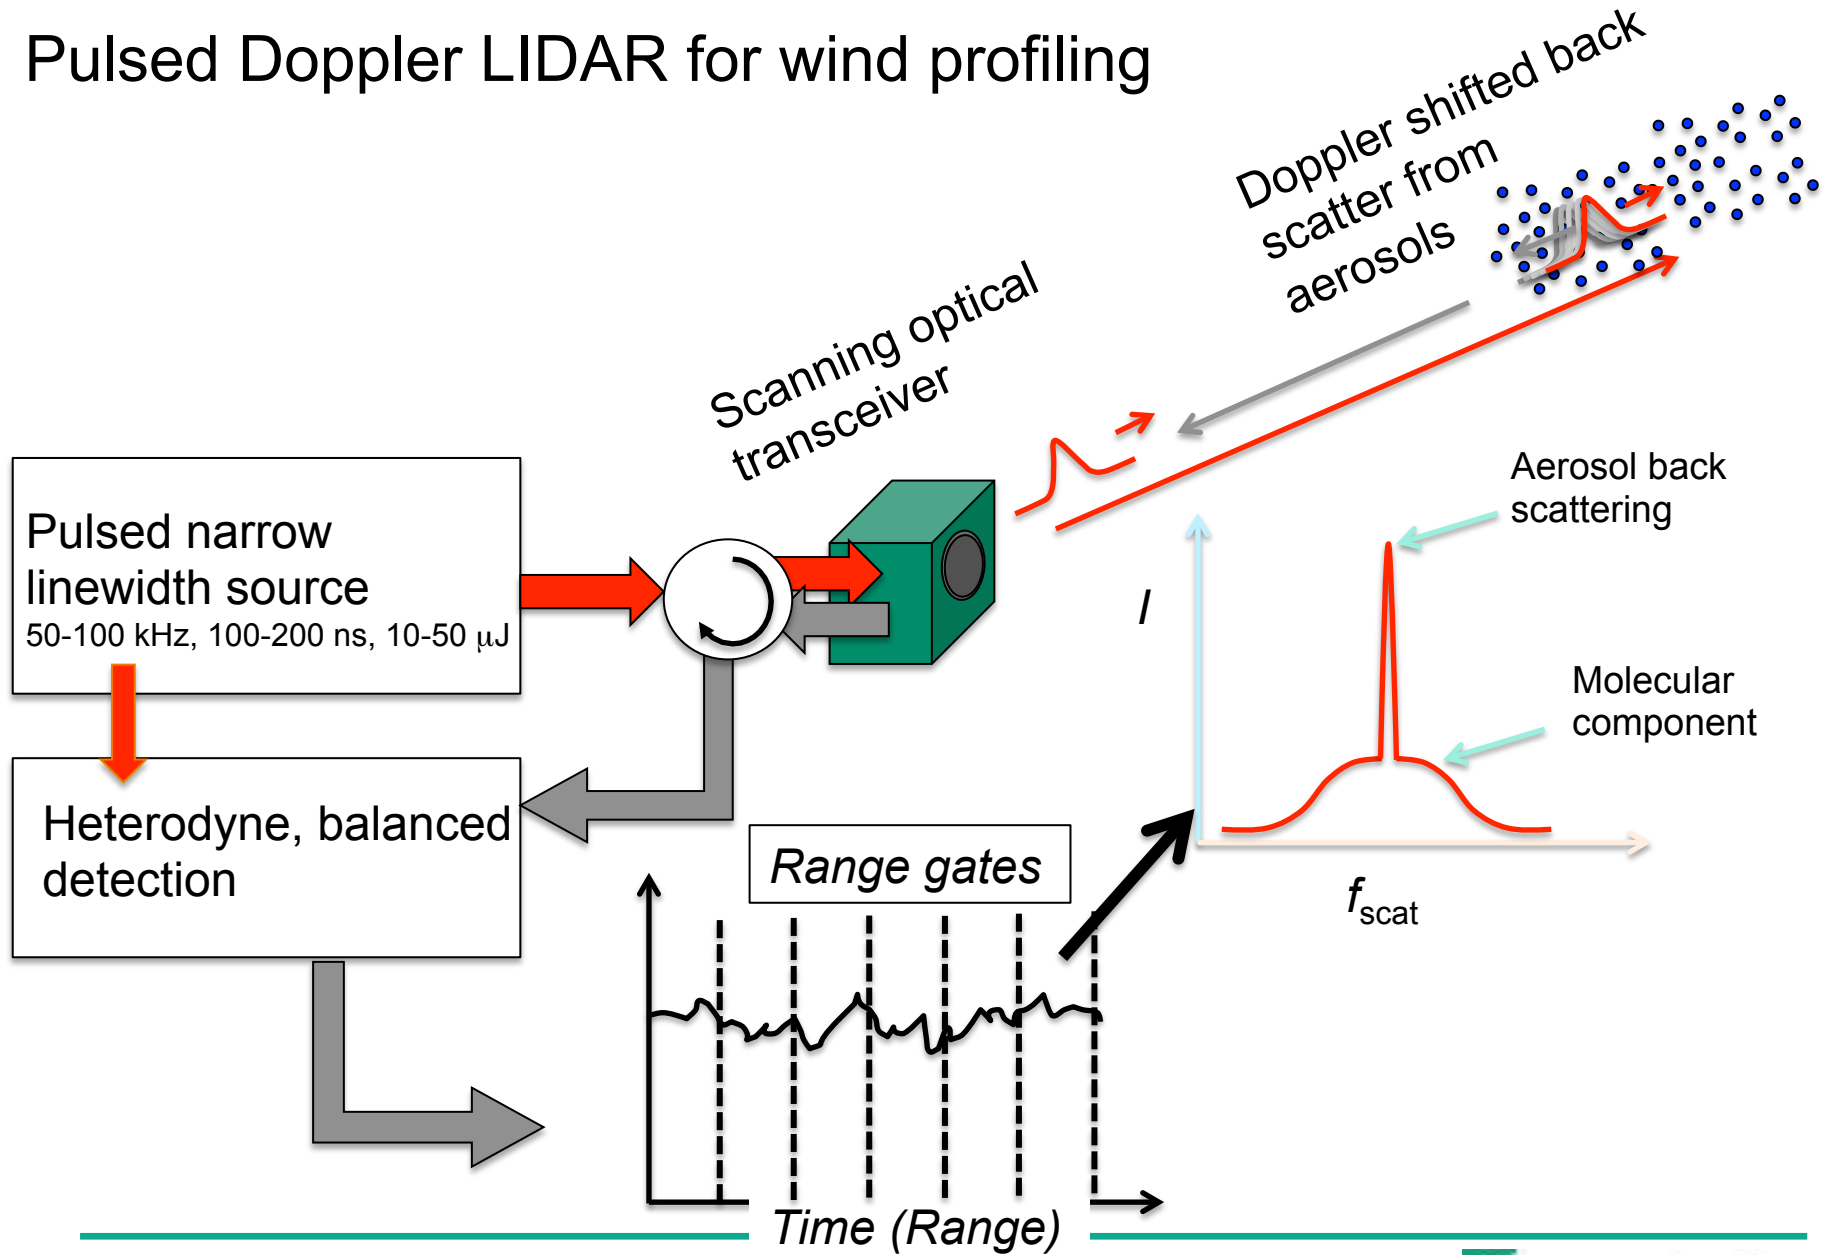 Pulsed Doppler LIDAR for wind profiling
Doppler shifted back
scatter from
aerosols
Scanning optical
transceiver
Pulsed narrow
linewidth source
50-100 kHz, 100-200 ns, 10-50 μJ
Aerosol back
scattering
I
Molecular
component
Heterodyne, balanced
detection
Range gates
fscat
Time (Range)